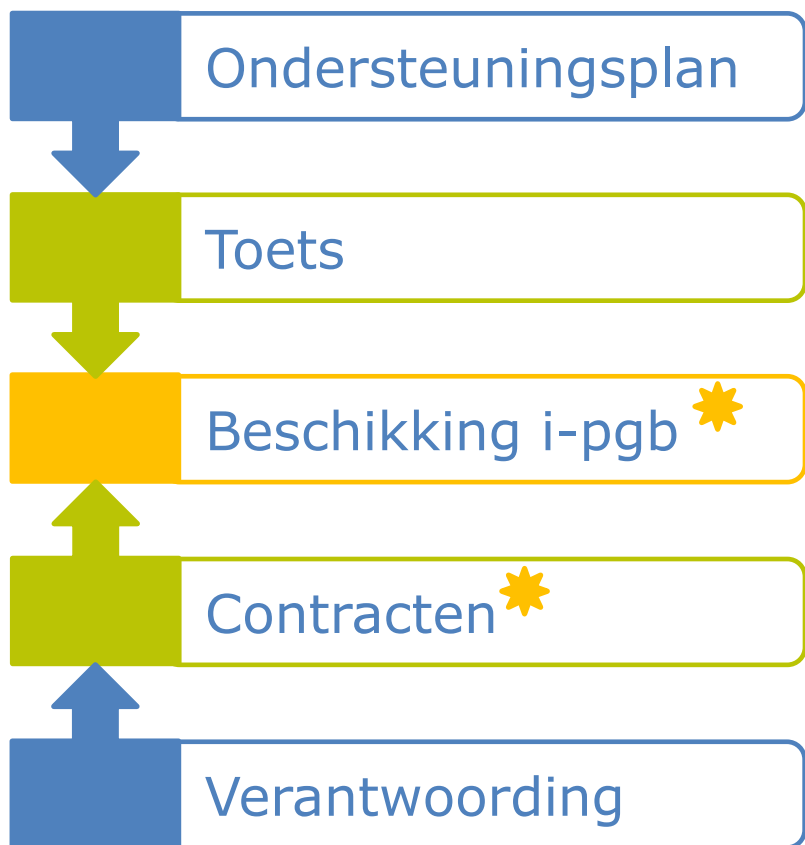 Ondersteuningsplan
Toets
Beschikking i-pgb
Contracten
Verantwoording